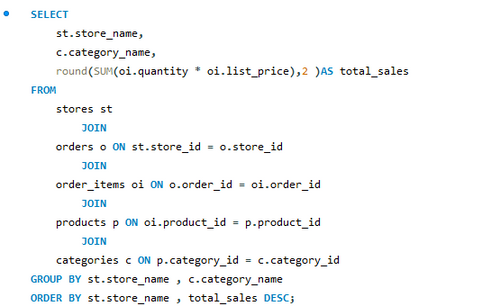 SELECT
st.store_name,
c.category_name,
round(SUM(oi.quantity * oi.list_price),2 )AS total_sales
FROM
stores st
JOIN
orders o ON st.store_id = o.store_id
JOIN
order_items oi ON o.order_id = oi.order_id
JOIN
products p ON oi.product_id = p.product_id
JOIN
categories c ON p.category_id = c.category_id
GROUP BY st.store_name , c.category_name
ORDER BY st.store_name , total_sales DESC;